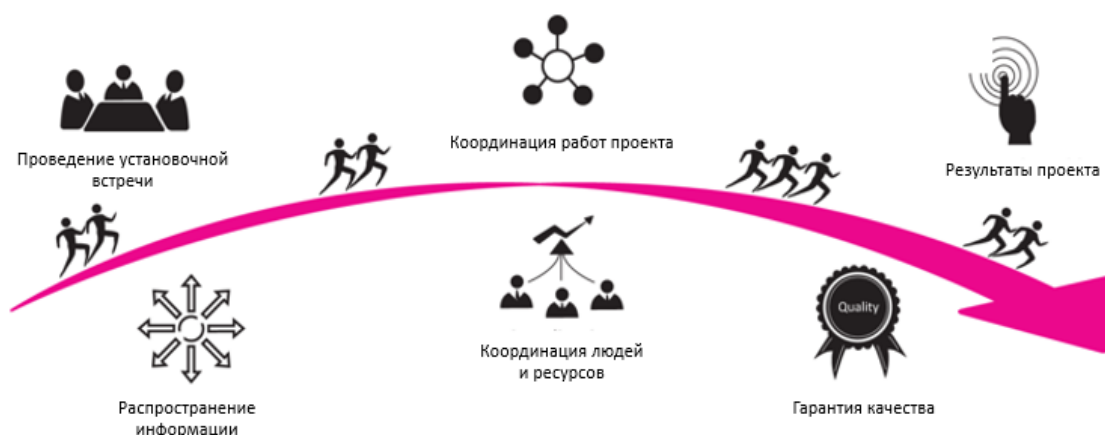 Проведение установочной
встречи
Распространение
информации
Координация работ проекта
Координация людей
и ресурсов
Quality
Гарантия качества
Результаты проекта